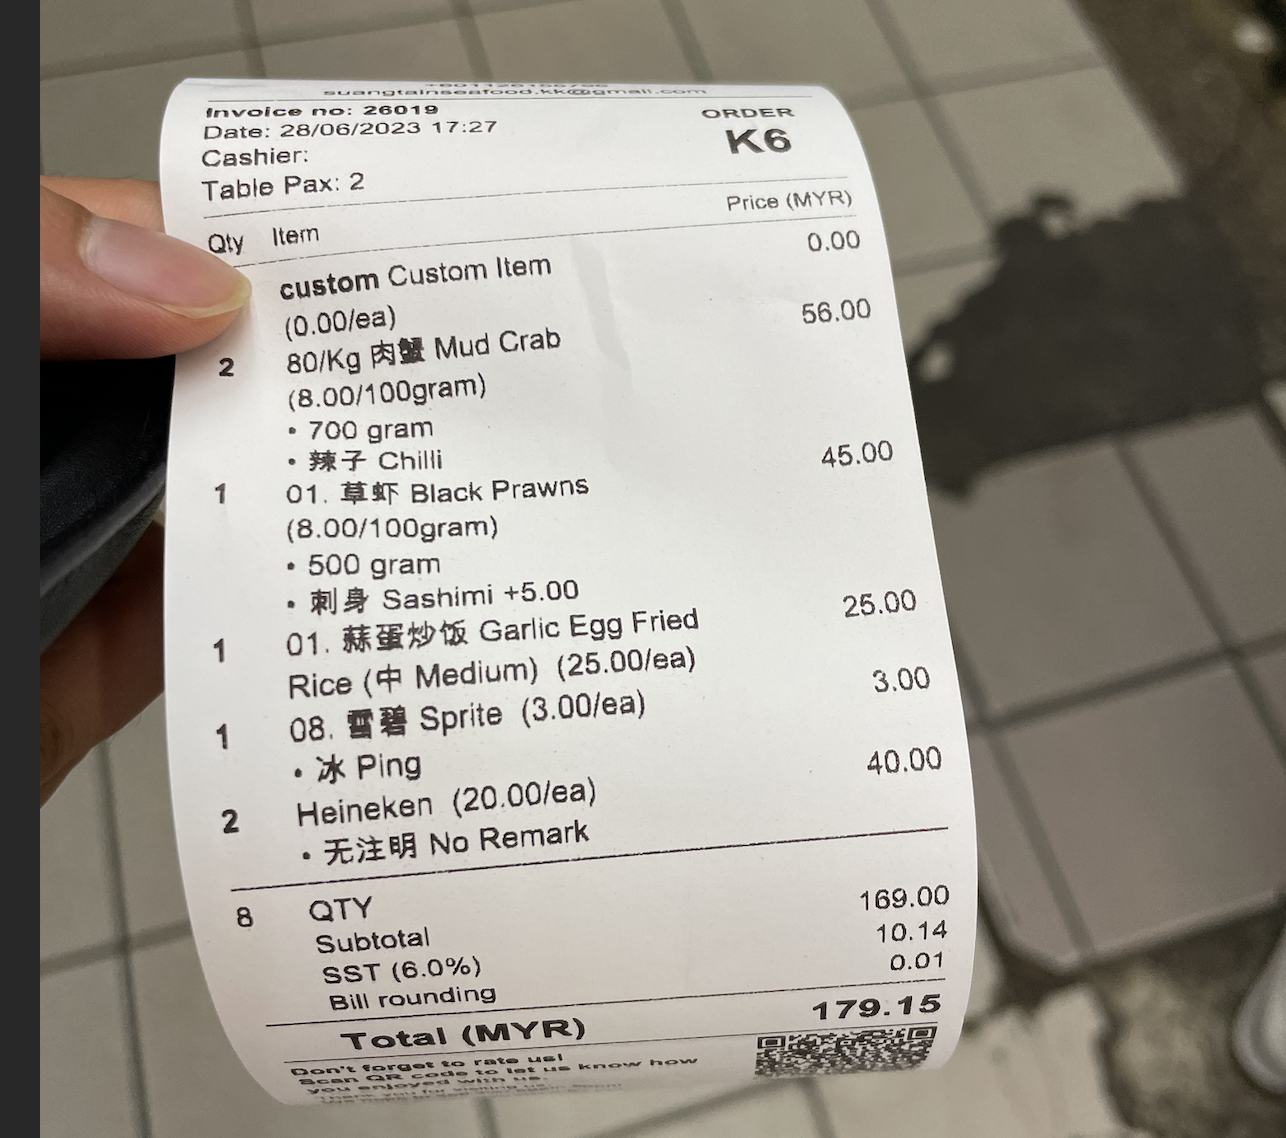 suangtainseafood.kk@gmail.com
Invoice no: 26019
Date: 28/06/2023 17:27
Cashier:
Table Pax: 2
ORDER
K6
Qty Item Price (MYR)
custom Custom Item 0.00
(0.00/ea)
2 80/Kg 肉蟹 Mud Crab 56.00
(8.00/100gram)
• 700 gram
• 辣子 Chilli
1 01. 草虾 Black Prawns 45.00
(8.00/100gram)
• 500 gram
• 刺身 Sashimi +5.00
1 01. 蒜蛋炒饭 Garlic Egg Fried 25.00
Rice (中 Medium) (25.00/ea)
1 08. 雪碧 Sprite (3.00/ea) 3.00
• 冰 Ping
2 Heineken (20.00/ea) 40.00
• 无注明 No Remark
8 QTY
Subtotal 169.00
SST (6.0%) 10.14
Bill rounding 0.01
Total (MYR) 179.15
Don't forget to rate us!
Scan QR code to let us know how
you enjoyed with us.